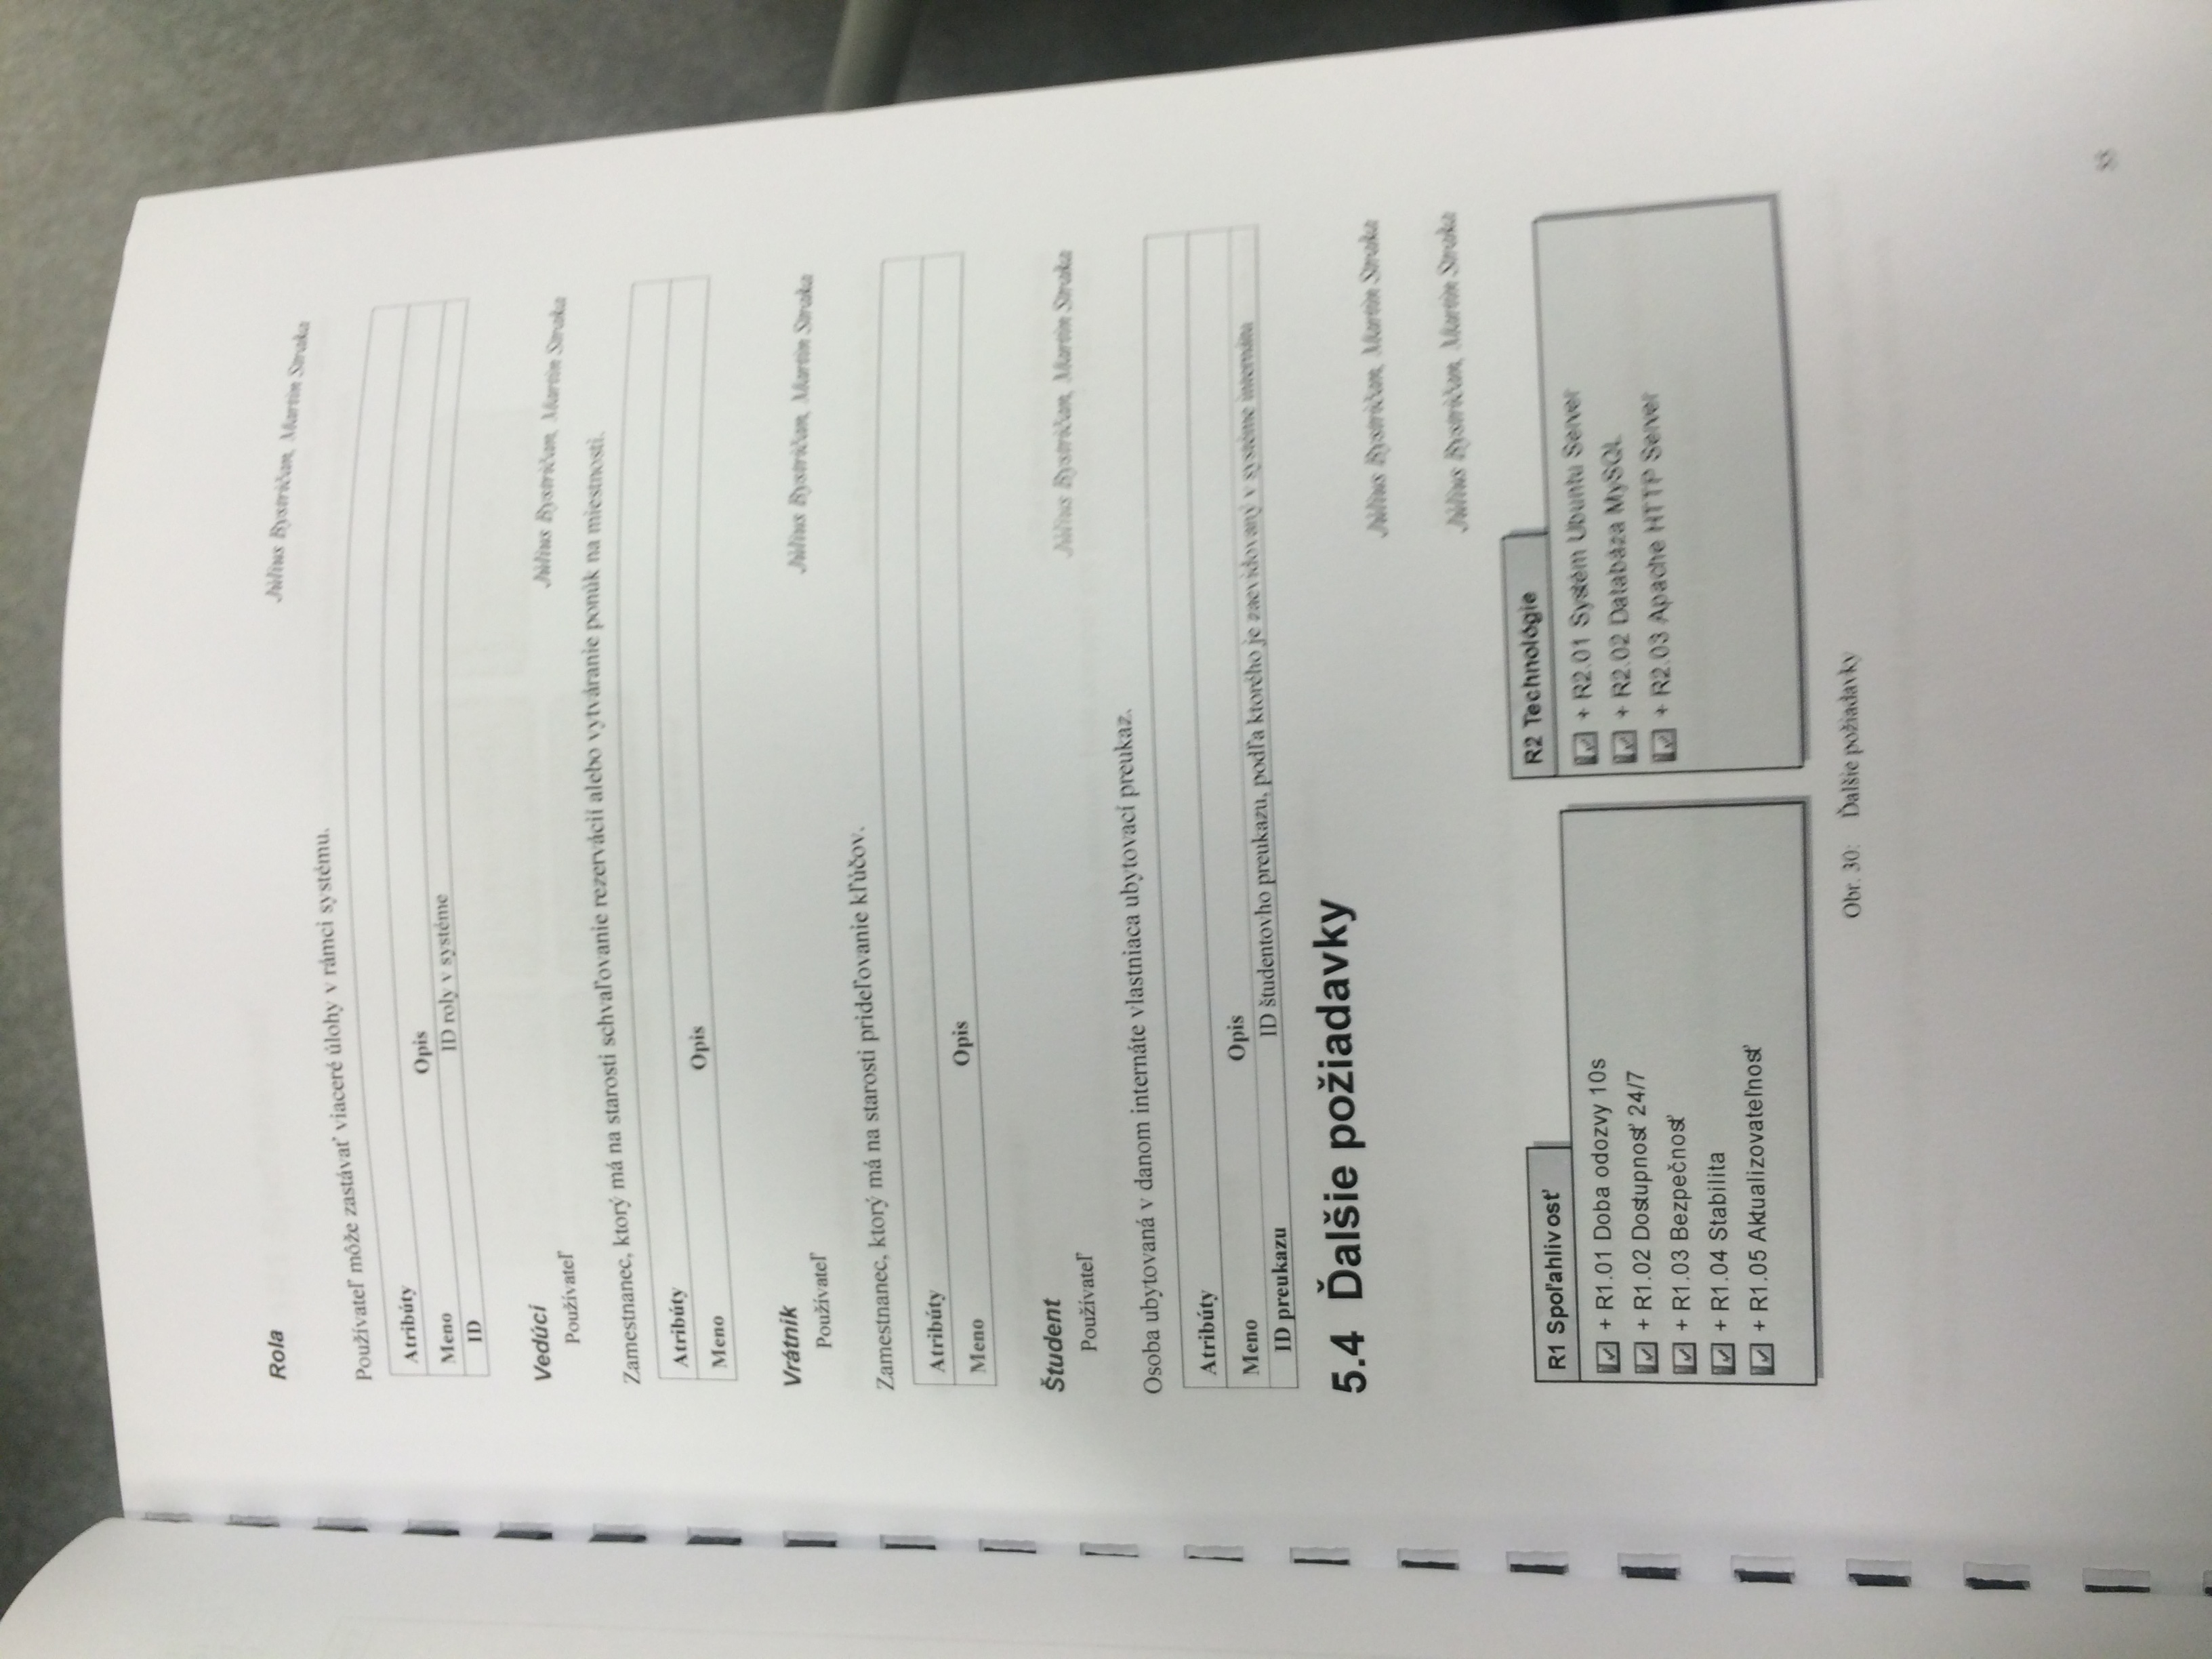 Rola
Július Bystričan, Martin Straka
Používateľ môže zastávať viaceré úlohy v rámci systému.
Atribúty
Meno Opis
ID ID roly v systéme
Vedúci
Július Bystričan, Martin Straka
Používateľ
Zamestnanec, ktorý má na starosti schvaľovanie rezervácií alebo vytváranie ponúk na miestnosti.
Atribúty
Meno Opis
Vrátnik
Július Bystričan, Martin Straka
Používateľ
Zamestnanec, ktorý má na starosti prideľovanie kľúčov.
Atribúty
Meno Opis
Študent
Július Bystričan, Martin Straka
Používateľ
Osoba ubytovaná v danom internáte vlastniaca ubytovací preukaz.
Atribúty
Meno Opis
ID preukazu ID študentovho preukazu, podľa ktorého je zaevidovaný v systéme internátu
5.4 Ďalšie požiadavky
Július Bystričan, Martin Straka
Július Bystričan, Martin Straka
R1 Spoľahlivosť
+ R1.01 Doba odozvy 10s
+ R1.02 Dostupnosť 24/7
+ R1.03 Bezpečnosť
+ R1.04 Stabilita
+ R1.05 Aktualizovateľnosť
R2 Technológie
+ R2.01 Systém Ubuntu Server
+ R2.02 Databáza MySQL
+ R2.03 Apache HTTP Server
Obr. 30: Ďalšie požiadavky